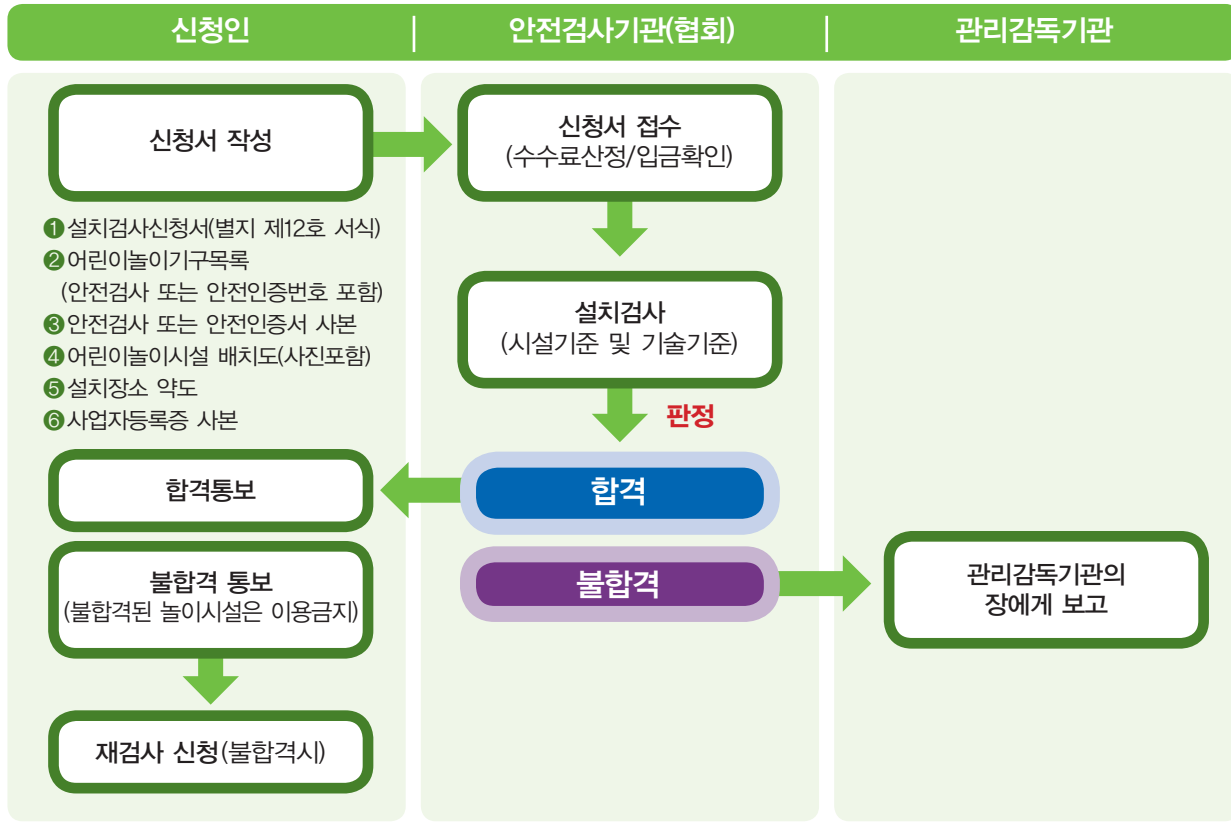 신청인
안전검사기관(협회)
관리감독기관
신청서 작성
❶설치검사신청서(별지 제12호 서식)
❷어린이놀이기구목록
(안전검사 또는 안전인증번호 포함)
❸안전검사 또는 안전인증서 사본
❹어린이놀이시설 배치도(사진포함)
❺설치장소 약도
❻사업자등록증 사본
신청서 접수
(수수료산정/입금확인)
설치검사
(시설기준 및 기술기준)
판정
합격
합격통보
불합격
불합격 통보
(불합격된 놀이시설은 이용금지)
재검사 신청(불합격시)
관리감독기관의
장에게 보고